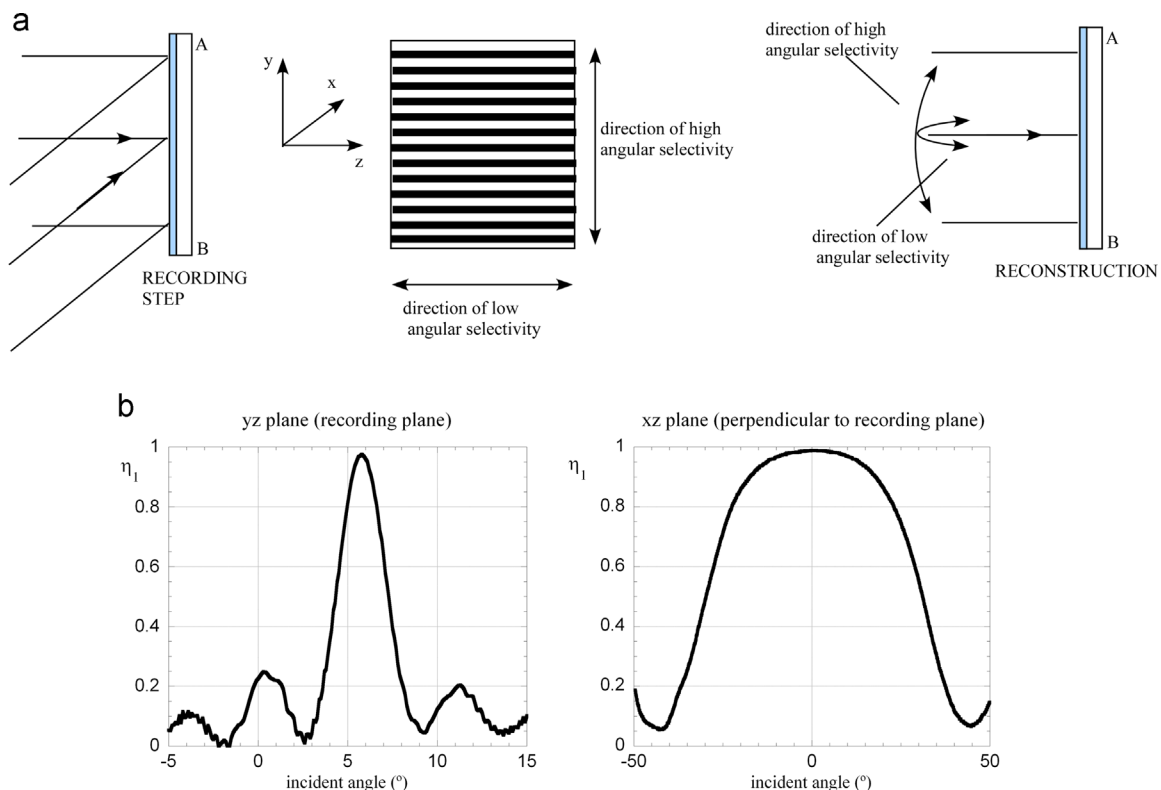 a
A
B
RECORDING
STEP
y
x
z
direction of high
angular selectivity
direction of low
angular selectivity
direction of high
angular selectivity
direction of low
angular selectivity
A
B
RECONSTRUCTION
b
yz plane (recording plane)
η1
1
0.8
0.6
0.4
0.2
0
-5
0
5
10
15
incident angle (º)
xz plane (perpendicular to recording plane)
η1
1
0.8
0.6
0.4
0.2
0
-50
0
50
incident angle (º)